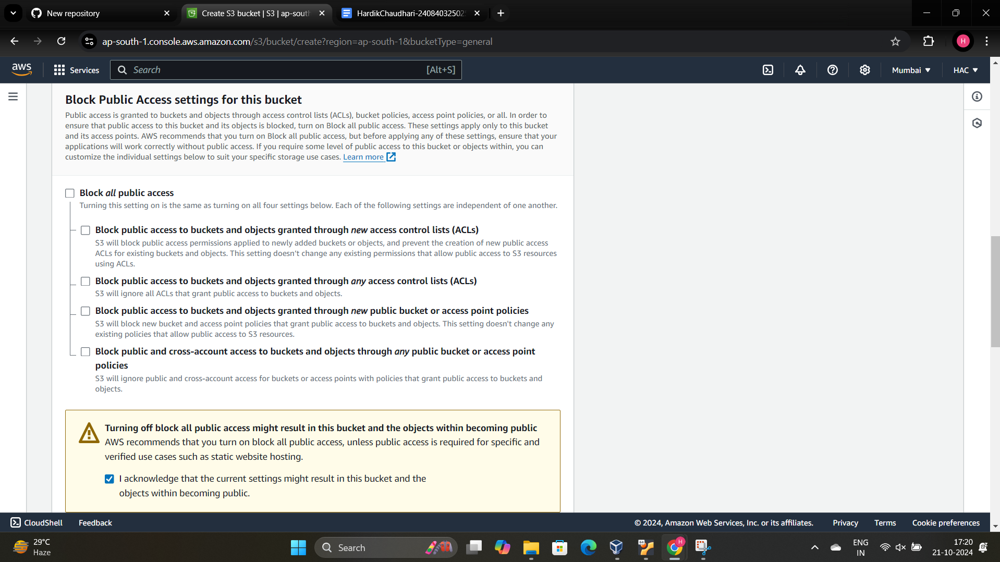 New repository
Create S3 bucket | S3 | ap-south
HardikChaudhari-24084032502
ap-south-1.console.aws.amazon.com/s3/bucket/create?region=ap-south-1&bucketType=general
H
aws
Services
Search
[Alt+S]
Mumbai
HAC
Block Public Access settings for this bucket
Public access is granted to buckets and objects through access control lists (ACLs), bucket policies, access point policies, or all. In order to
ensure that public access to this bucket and its objects is blocked, turn on Block all public access. These settings apply only to this bucket
and its access points. AWS recommends that you turn on Block all public access, but before applying any of these settings, ensure that your
applications will work correctly without public access. If you require some level of public access to this bucket or objects within, you can
customize the individual settings below to suit your specific storage use cases. Learn more
Block all public access
Turning this setting on is the same as turning on all four settings below. Each of the following settings are independent of one another.
Block public access to buckets and objects granted through new access control lists (ACLs)
S3 will block public access permissions applied to newly added buckets or objects, and prevent the creation of new public access
ACLs for existing buckets and objects. This setting doesn’t change any existing permissions that allow public access to S3 resources
using ACLs.
Block public access to buckets and objects granted through any access control lists (ACLs)
S3 will ignore all ACLs that grant public access to buckets and objects.
Block public access to buckets and objects granted through new public bucket or access point policies
S3 will block new bucket and access point policies that grant public access to buckets and objects. This setting doesn't change any
existing policies that allow public access to S3 resources.
Block public and cross-account access to buckets and objects through any public bucket or access point
policies
S3 will ignore public and cross-account access for buckets or access points with policies that grant public access to buckets and
objects.
Turning off block all public access might result in this bucket and the objects within becoming public
AWS recommends that you turn on block all public access, unless public access is required for specific and
verified use cases such as static website hosting.
I acknowledge that the current settings might result in this bucket and the
objects within becoming public.
CloudShell
Feedback
© 2024, Amazon Web Services, Inc. or its affiliates.
Privacy
Terms
Cookie preferences
29°C
Haze
Search
64
H
ENG
IN
17:20
21-10-2024